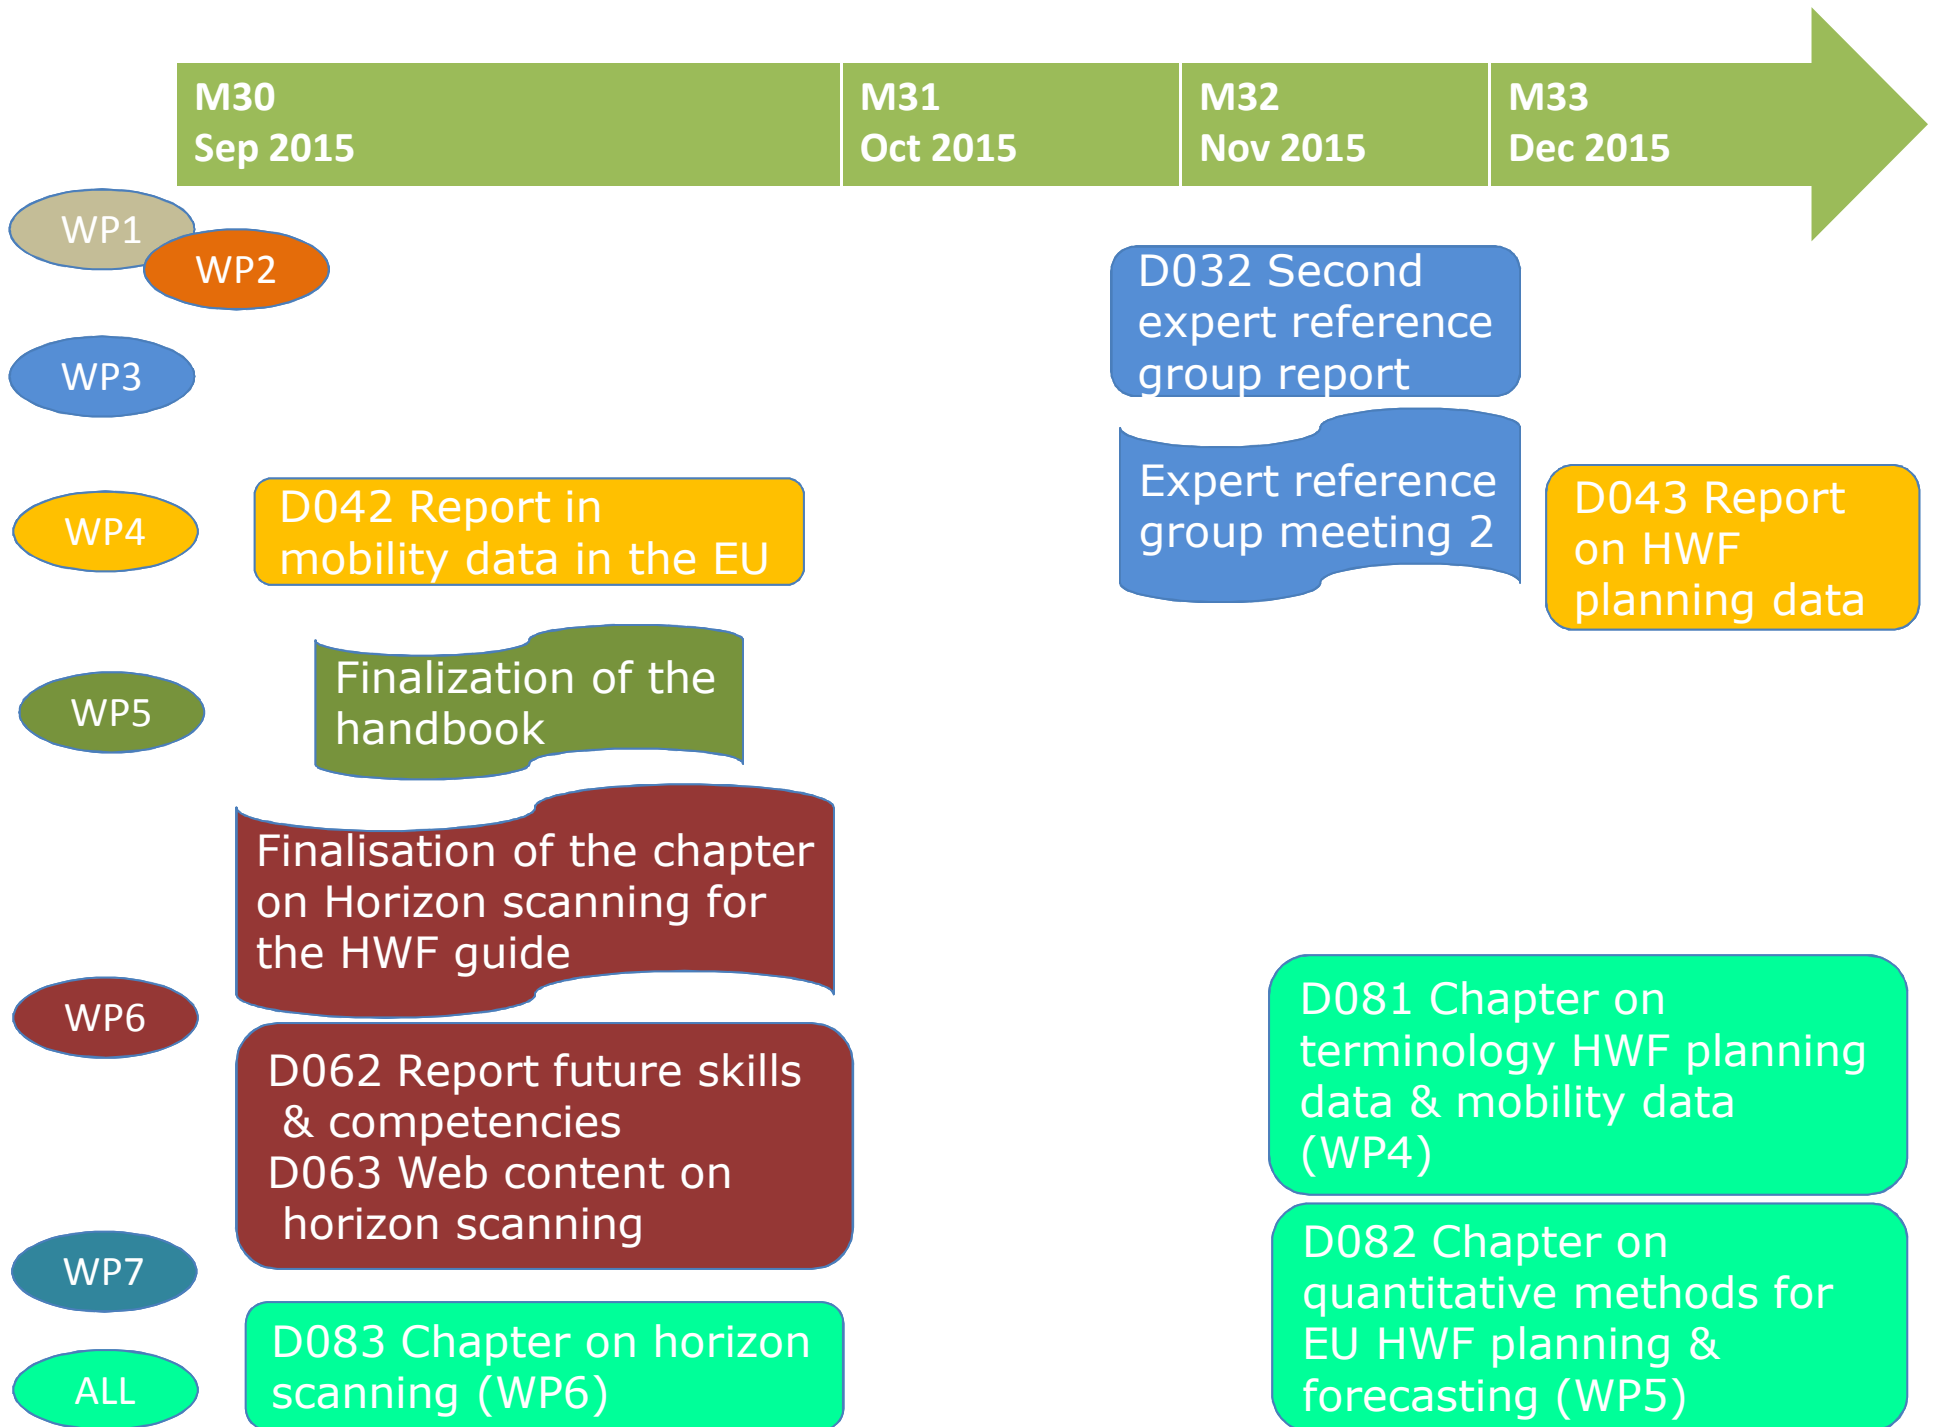 M30
Sep 2015
M31
Oct 2015
M32
Nov 2015
M33
Dec 2015
WP1
WP2
D032 Second
expert reference
group report
WP3
Expert reference
group meeting 2
WP4
D042 Report in
mobility data in the EU
D043 Report
on HWF
planning data
WP5
Finalization of the
handbook
Finalisation of the chapter
on Horizon scanning for
the HWF guide
WP6
D062 Report future skills
& competencies
D063 Web content on
horizon scanning
D081 Chapter on
terminology HWF planning
data & mobility data
(WP4)
WP7
D082 Chapter on
quantitative methods for
EU HWF planning &
forecasting (WP5)
ALL
D083 Chapter on horizon
scanning (WP6)